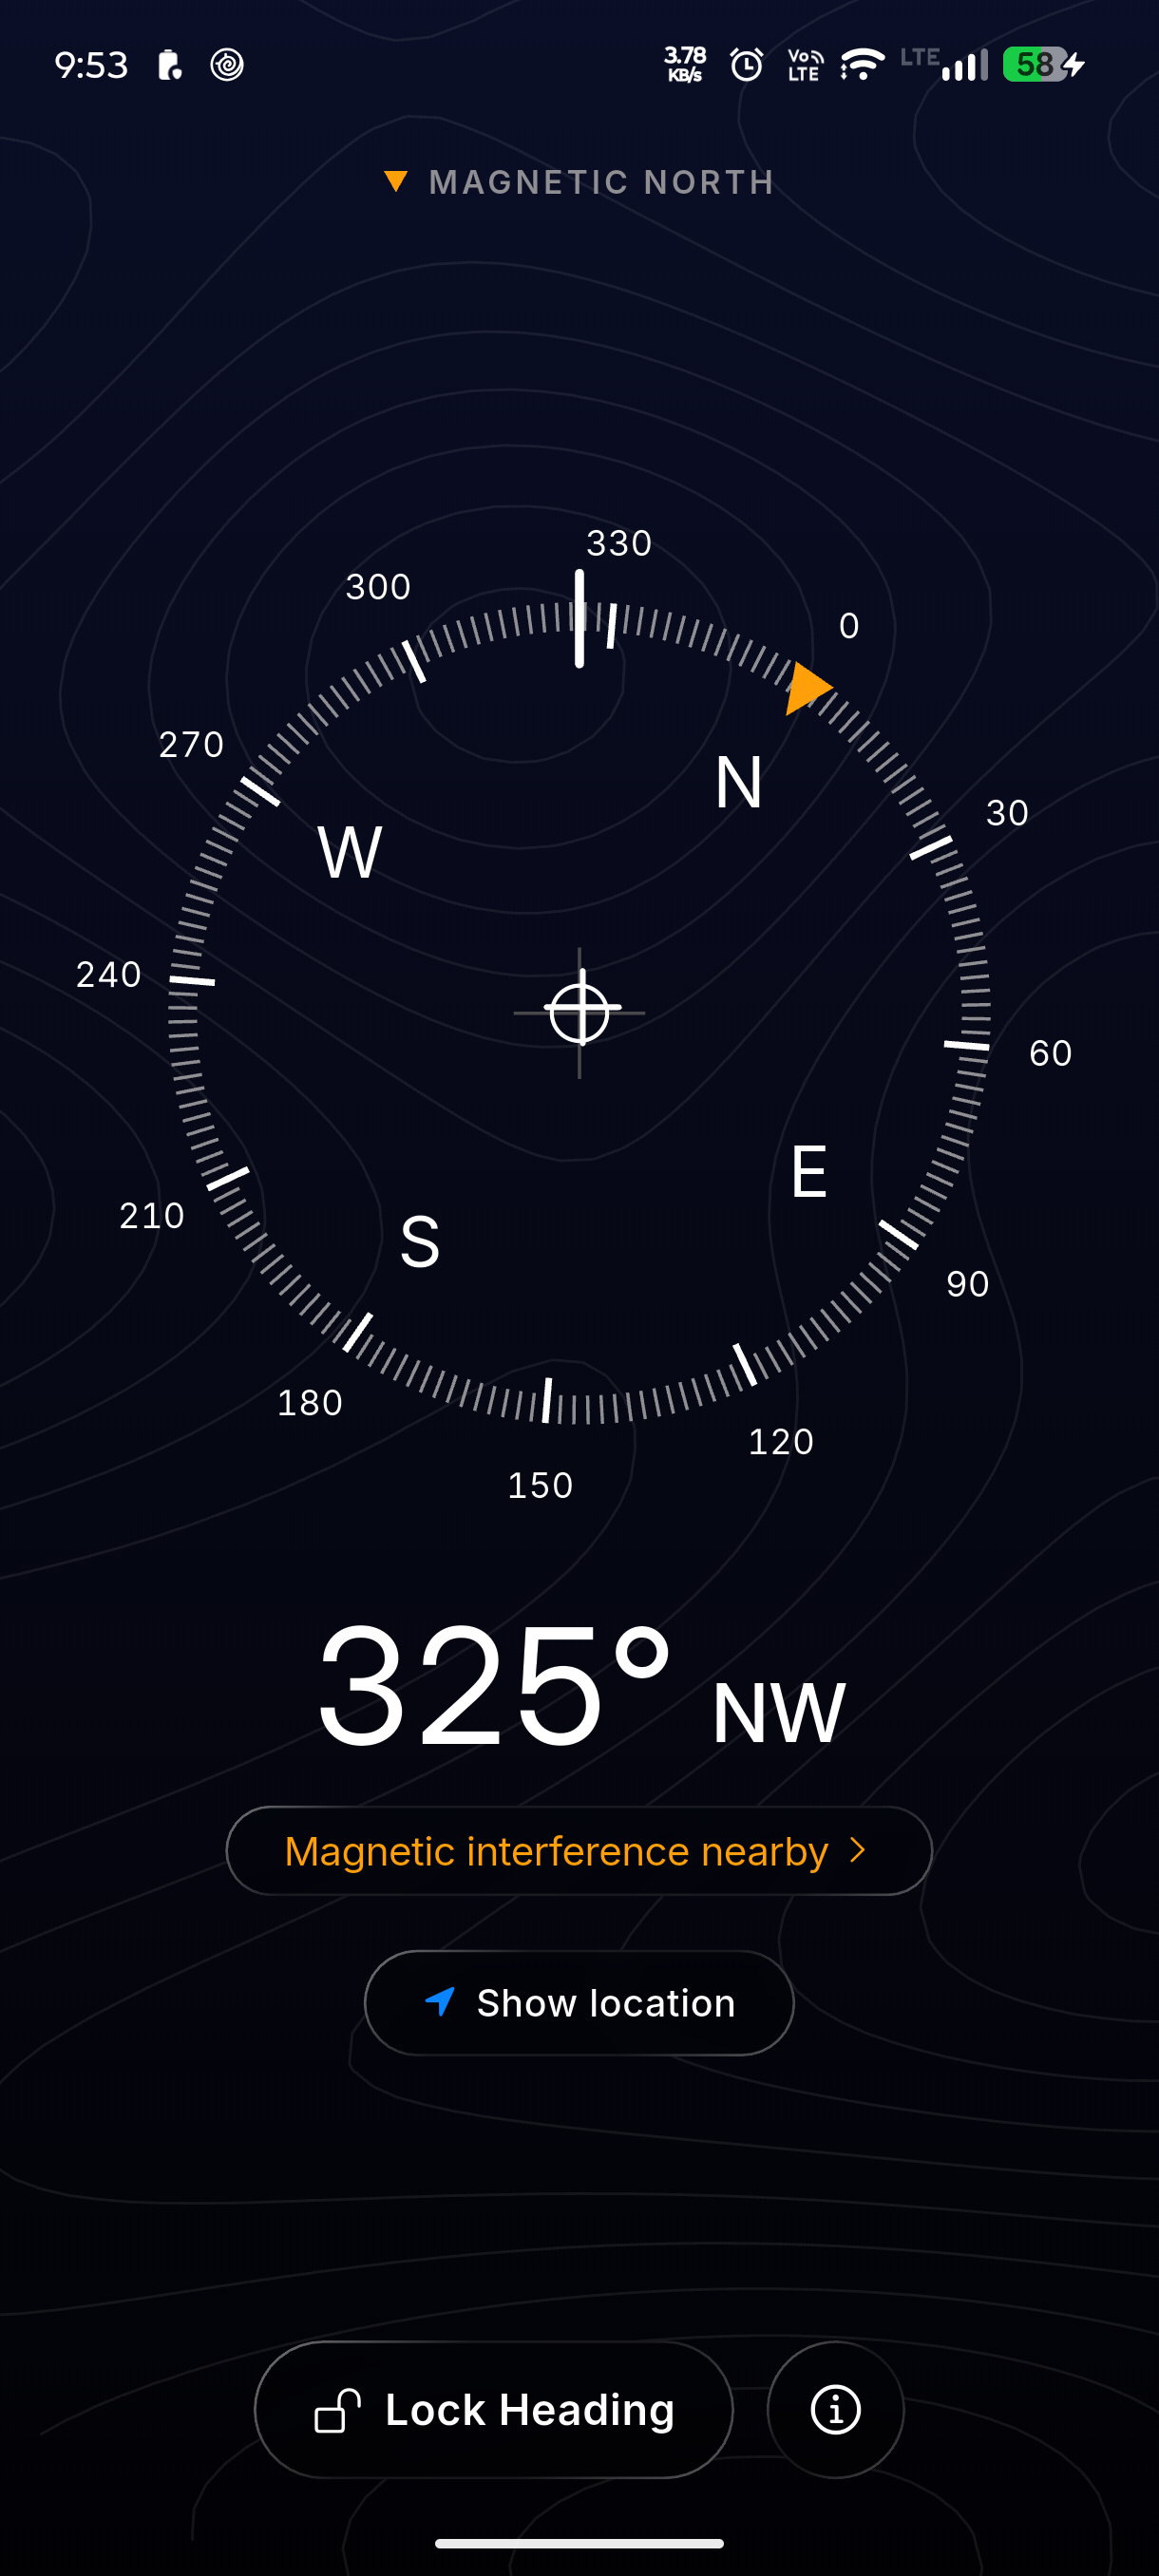 9:53 3.78 KB/s Vo LTE LTE 58
MAGNETIC NORTH
330
300
0
270
N
30
W
240
60
E
210
S
90
180
120
150
325° NW
Magnetic interference nearby
Show location
Lock Heading